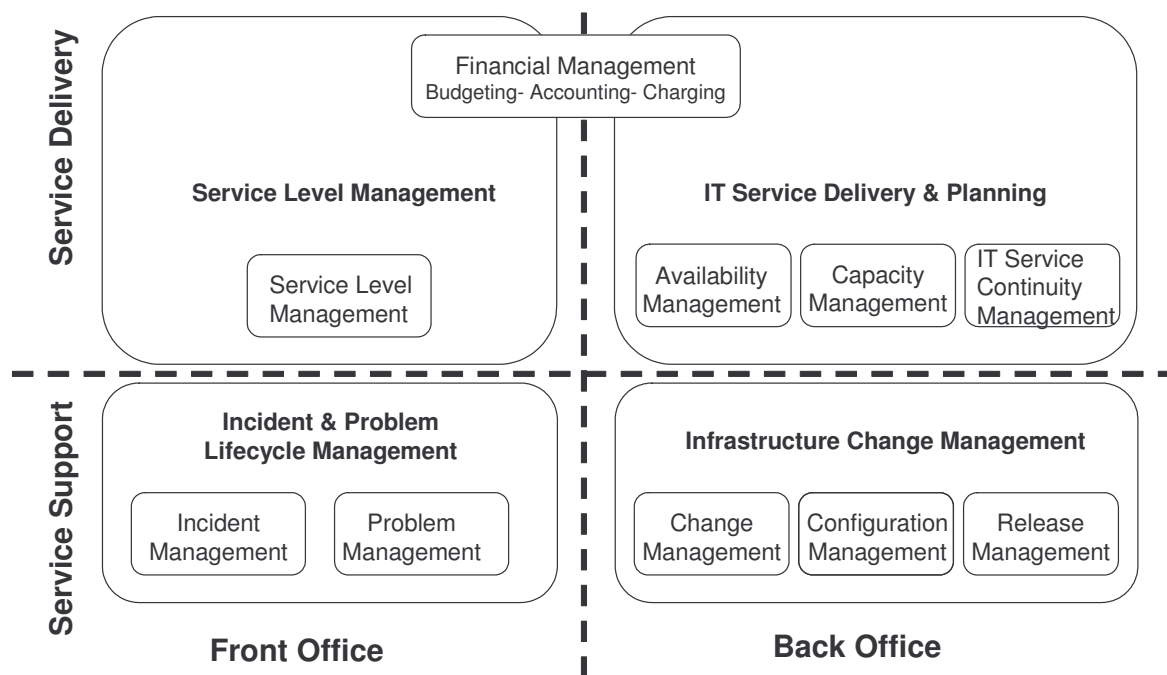 Service Delivery
Financial Management
Budgeting- Accounting- Charging
Service Level Management
Service Level
Management
IT Service Delivery & Planning
Availability
Management
Capacity
Management
IT Service
Continuity
Management
Service Support
Incident & Problem
Lifecycle Management
Incident
Management
Problem
Management
Infrastructure Change Management
Change
Management
Configuration
Management
Release
Management
Front Office
Back Office